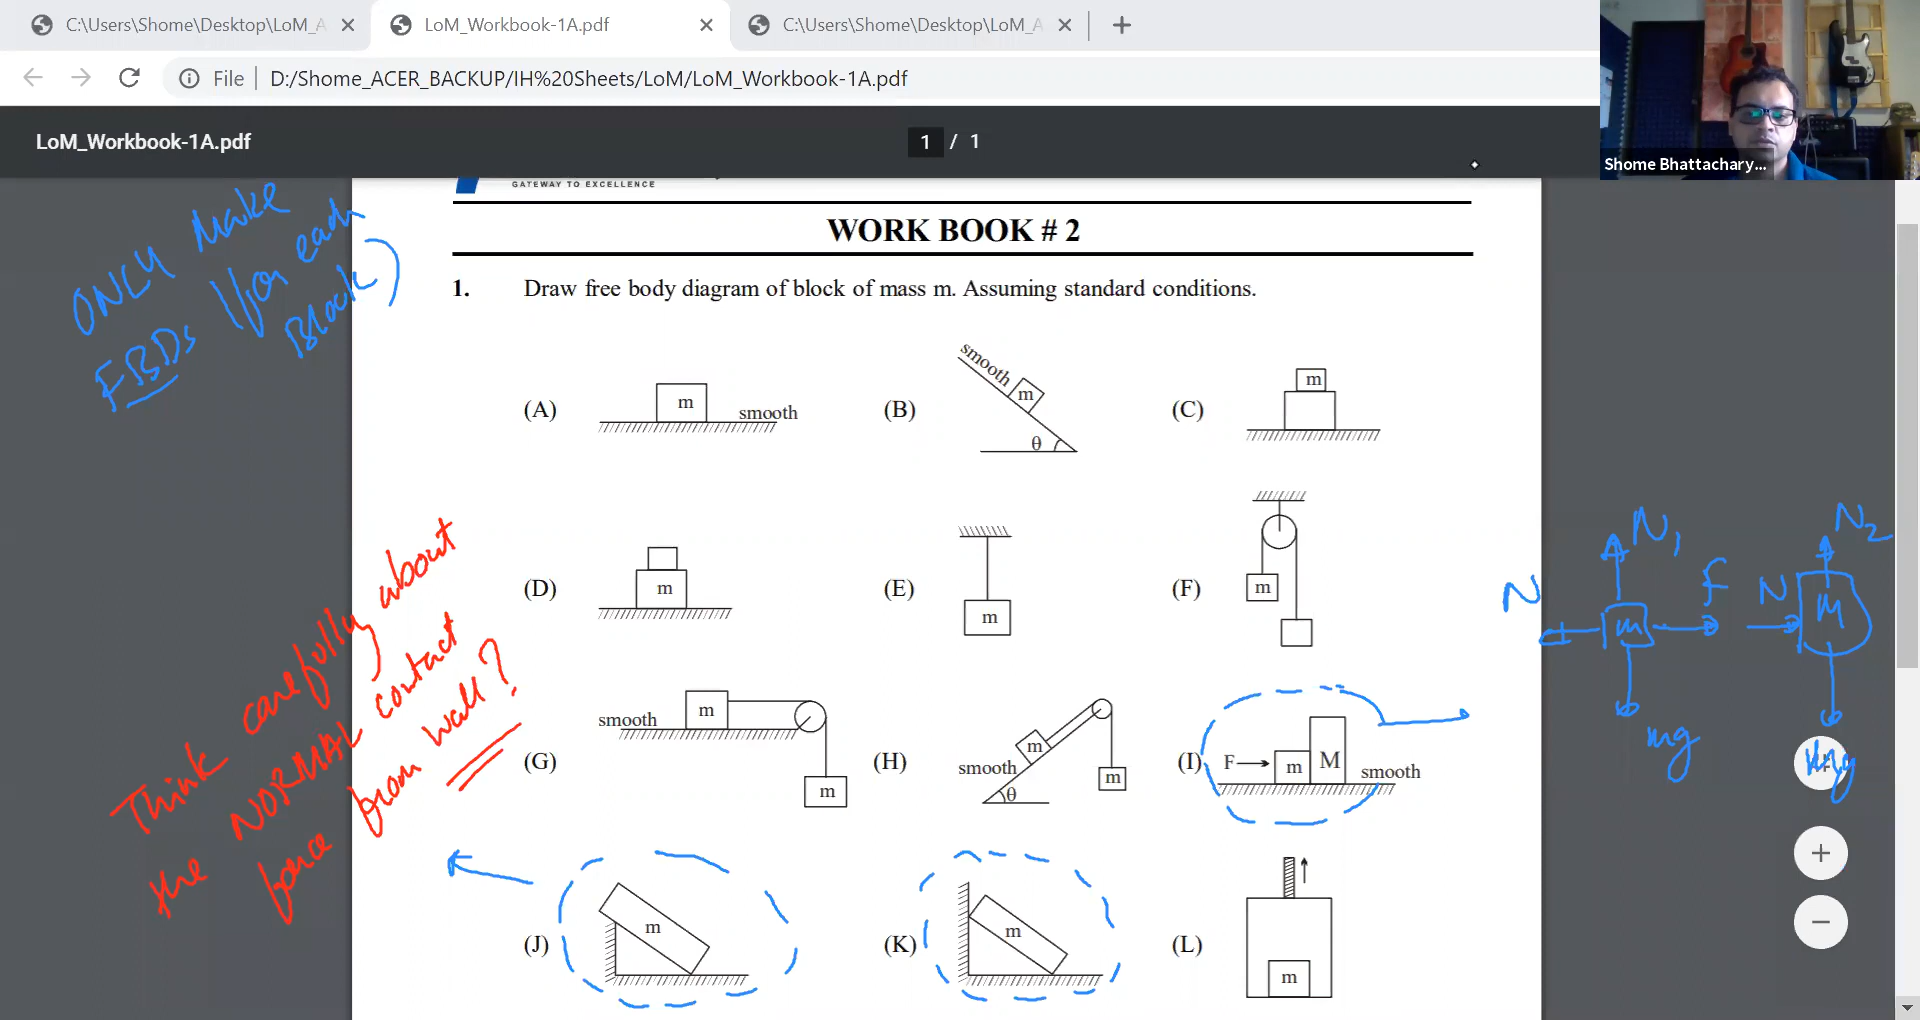 C:\Users\Shome\Desktop\LoM_A
LoM_Workbook-1A.pdf
C:\Users\Shome\Desktop\LoM_A
File
D:/Shome_ACER_BACKUP/IH%20Sheets/LoM/LoM_Workbook-1A.pdf
Shome Bhattachary...
LoM_Workbook-1A.pdf
1 / 1
GATEWAY TO EXCELLENCE
WORK BOOK # 2
1. Draw free body diagram of block of mass m. Assuming standard conditions.
ONLY Make
FBDs (for each
Block)
(A) m smooth
(B) smooth m θ
(C) m
(D) m
(E) m
(F) m
(G) smooth m m
(H) smooth m θ m
(I) F m M smooth
(J) m
(K) m
(L) m
Think carefully about
the NORMAL contact
force from wall?
N N1 m F mg
N N2 M Mg